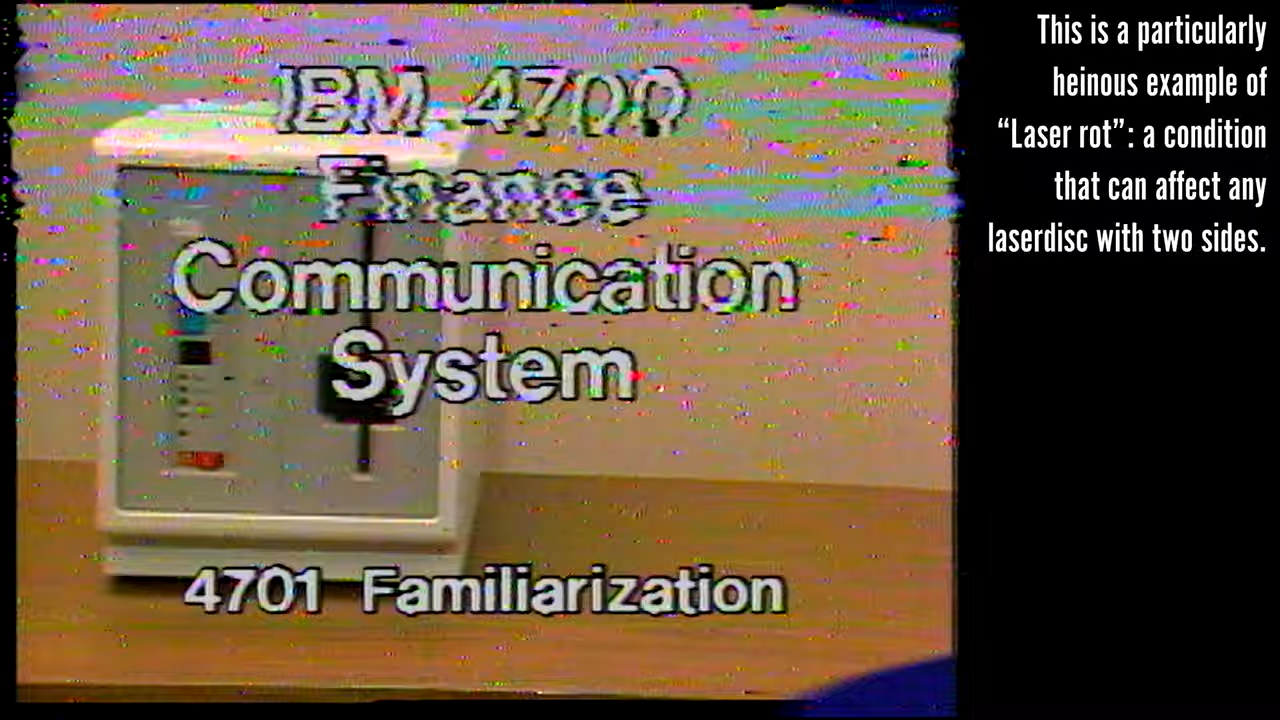 IBM 4700
Finance
Communication
System
4701 Familiarization
This is a particularly
heinous example of
“Laser rot”: a condition
that can affect any
laserdisc with two sides.